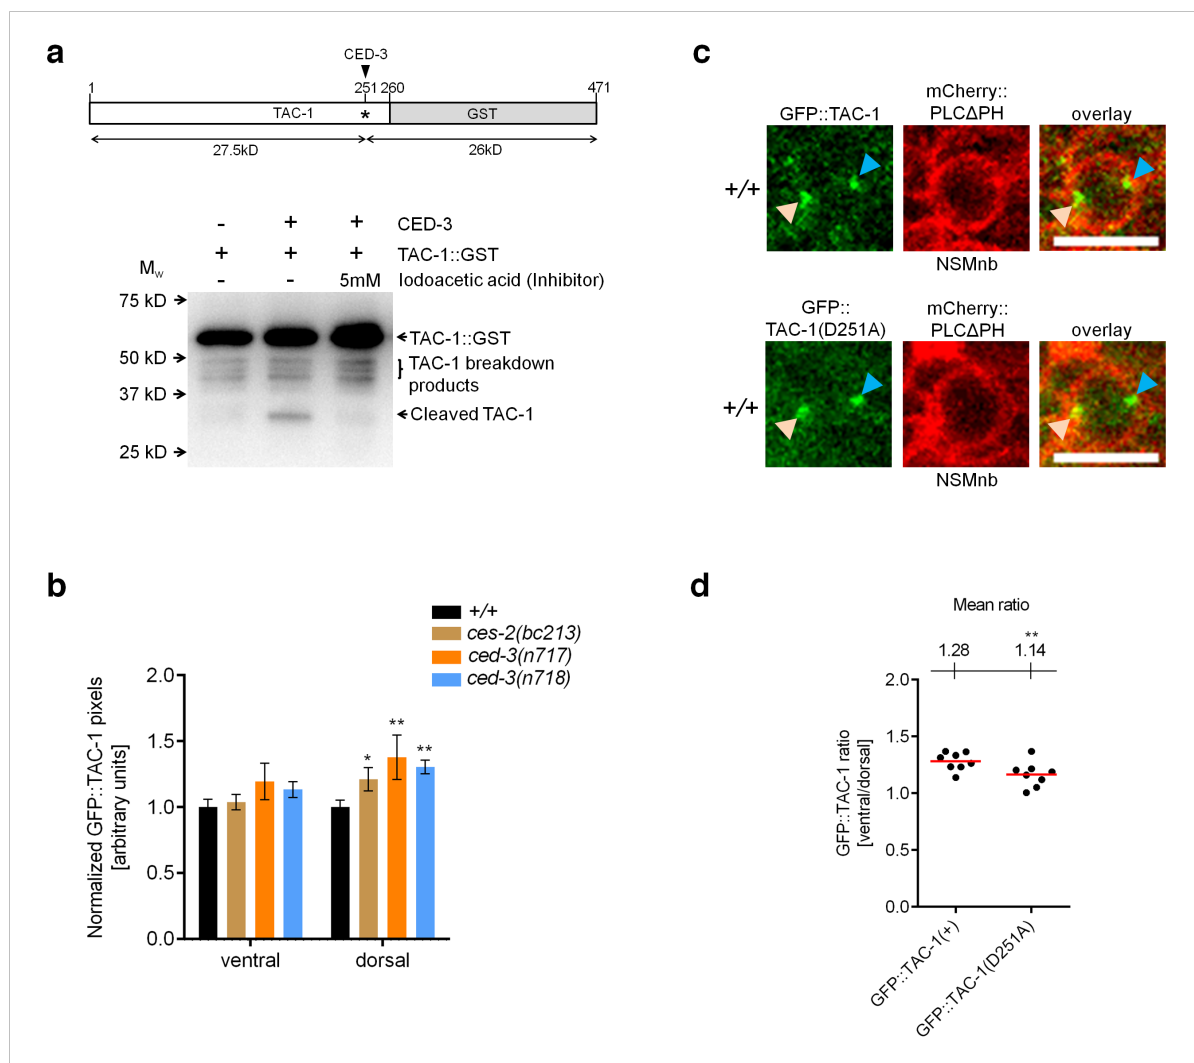 a
CED-3
1 251 260 471
TAC-1 * GST
27.5kD 26kD
- + + CED-3
+ + + TAC-1::GST
- - 5mM Iodoacetic acid (Inhibitor)
Mw
75 kD
TAC-1::GST
50 kD
TAC-1 breakdown
products
37 kD
Cleaved TAC-1
25 kD
b
+/+
ces-2(bc213)
ced-3(n717)
ced-3(n718)
Normalized GFP::TAC-1 pixels
[arbitrary units]
2.0
1.5
1.0
0.5
0.0
* ** **
ventral dorsal
c
GFP::TAC-1
mCherry::
PLCΔPH
overlay
+/+
NSMnb
GFP::
TAC-1(D251A)
mCherry::
PLCΔPH
overlay
+/+
NSMnb
d
Mean ratio
**
1.28 1.14
GFP::TAC-1 ratio
[ventral/dorsal]
2.0
1.5
1.0
0.5
0.0
GFP::TAC-1(+)
GFP::TAC-1(D251A)